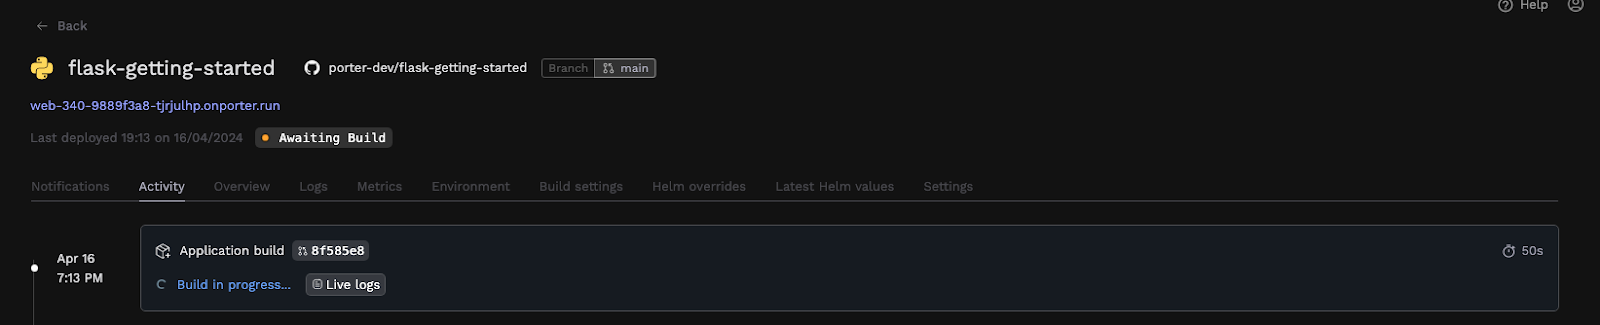 Help
Back
flask-getting-started porter-dev/flask-getting-started Branch main
web-340-9889f3a8-tjrjulhp.onporter.run
Last deployed 19:13 on 16/04/2024 Awaiting Build
Notifications Activity Overview Logs Metrics Environment Build settings Helm overrides Latest Helm values Settings
Apr 16
7:13 PM
Application build 8f585e8 50s
Build in progress... Live logs